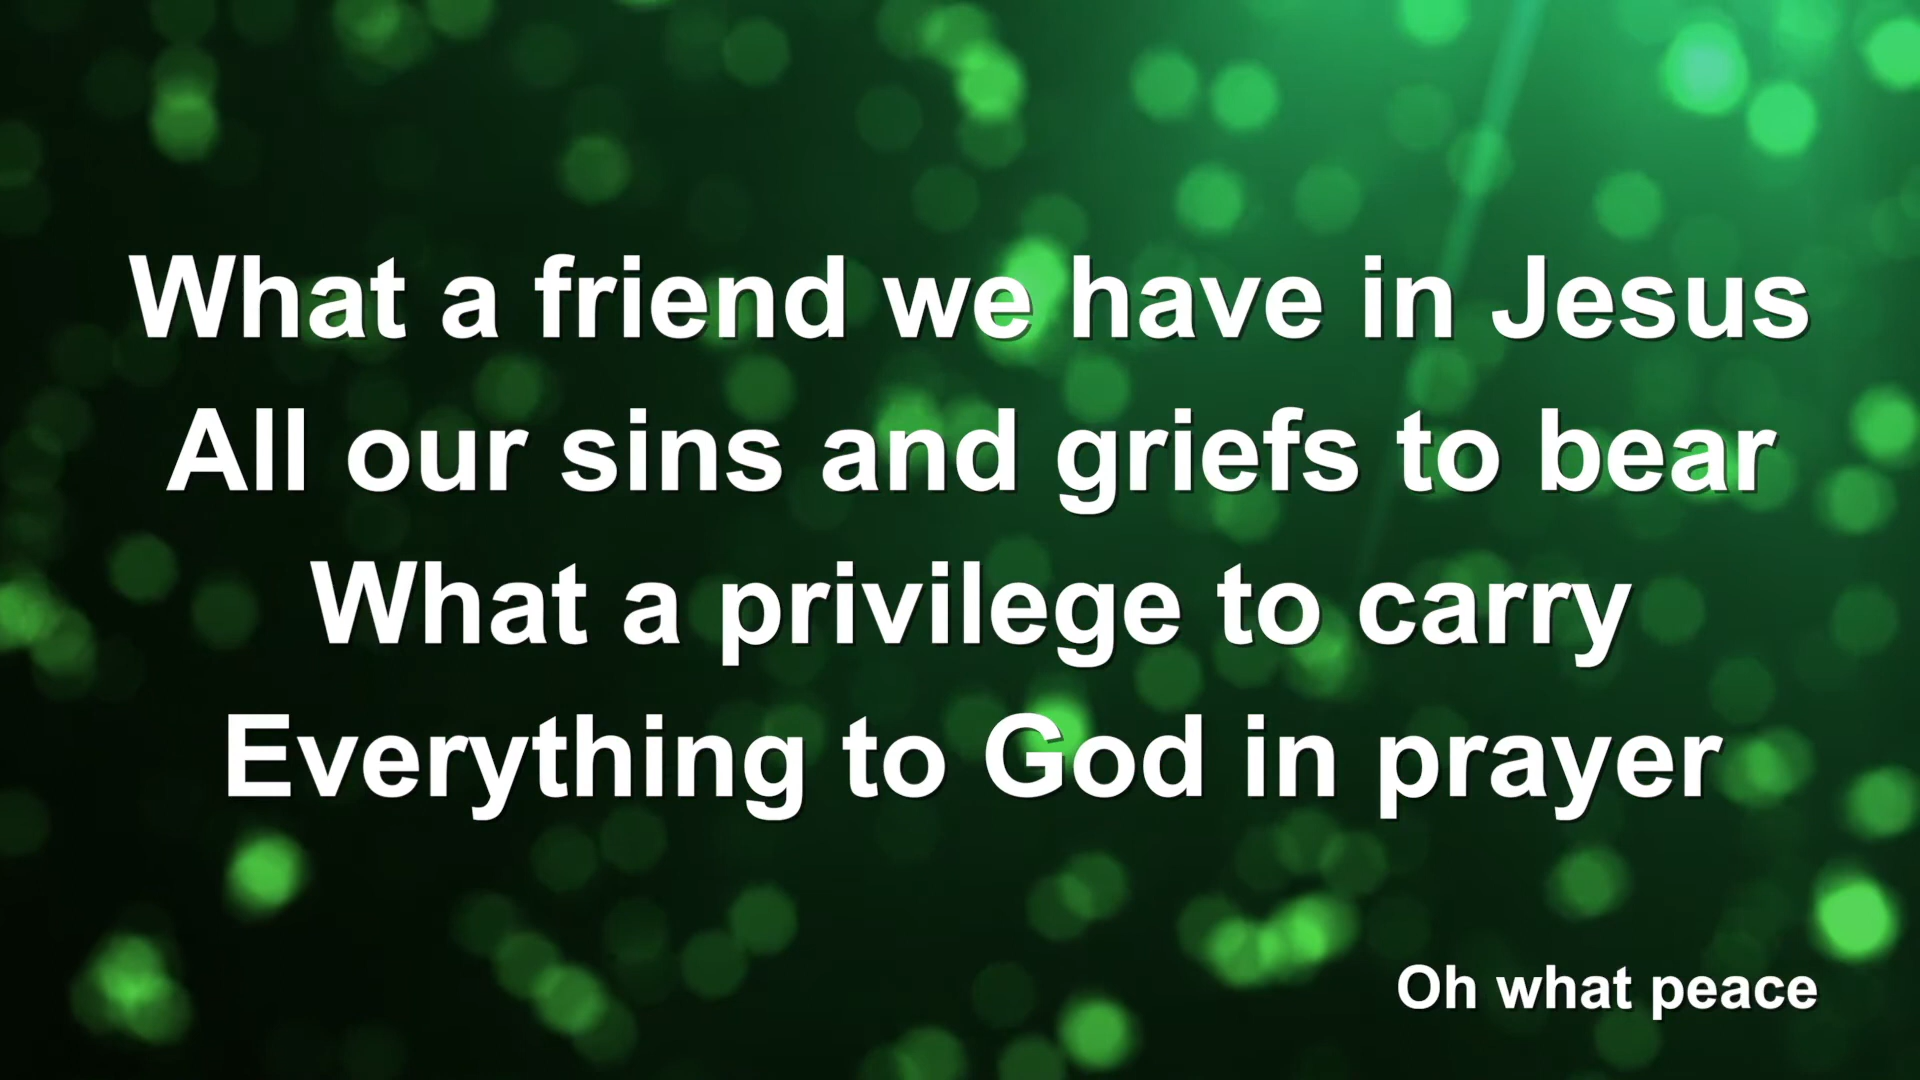 What a friend we have in Jesus
All our sins and griefs to bear
What a privilege to carry
Everything to God in prayer
Oh what peace